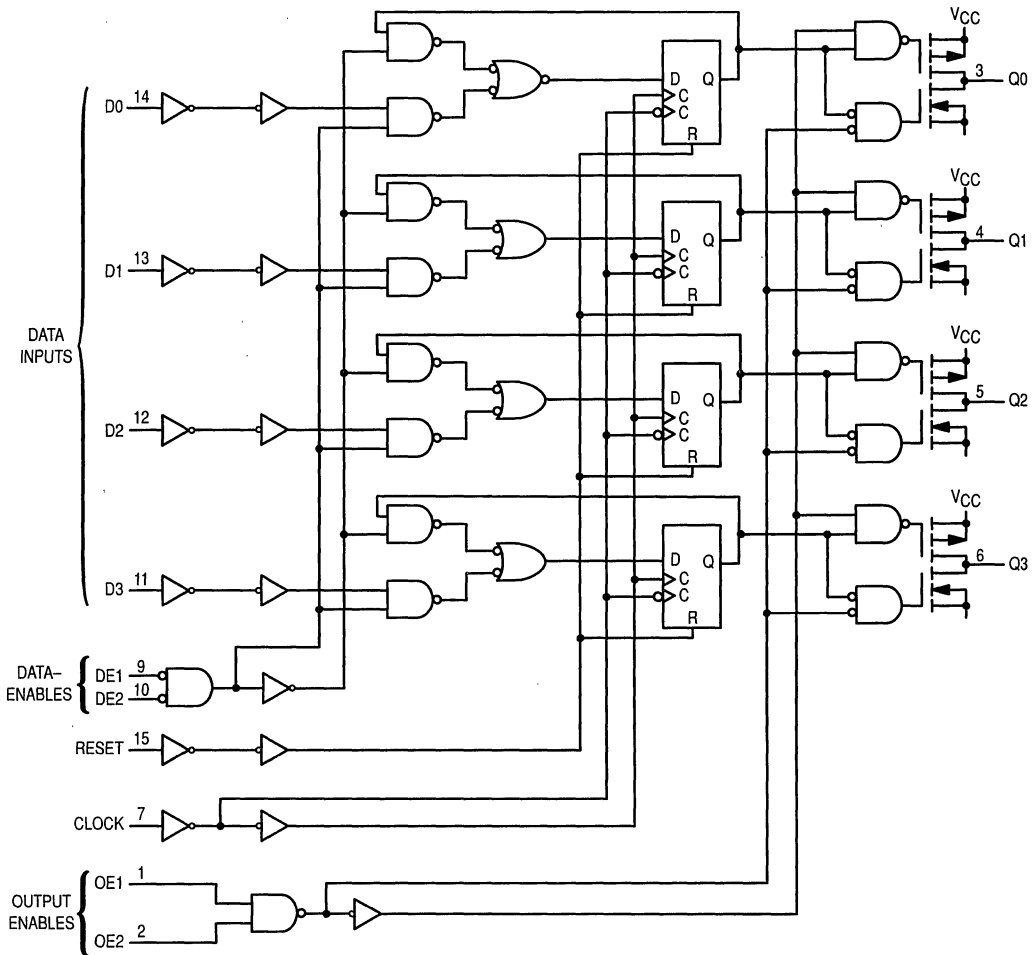 VCC
D Q
C
C
R
3 Q0
D0 14
VCC
D Q
C
C
R
4 Q1
D1 13
DATA
INPUTS
VCC
D Q
C
C
R
5 Q2
D2 12
VCC
D Q
C
C
R
6 Q3
D3 11
DATA–
ENABLES
DE1 9
DE2 10
RESET 15
CLOCK 7
OUTPUT
ENABLES
OE1 1
OE2 2